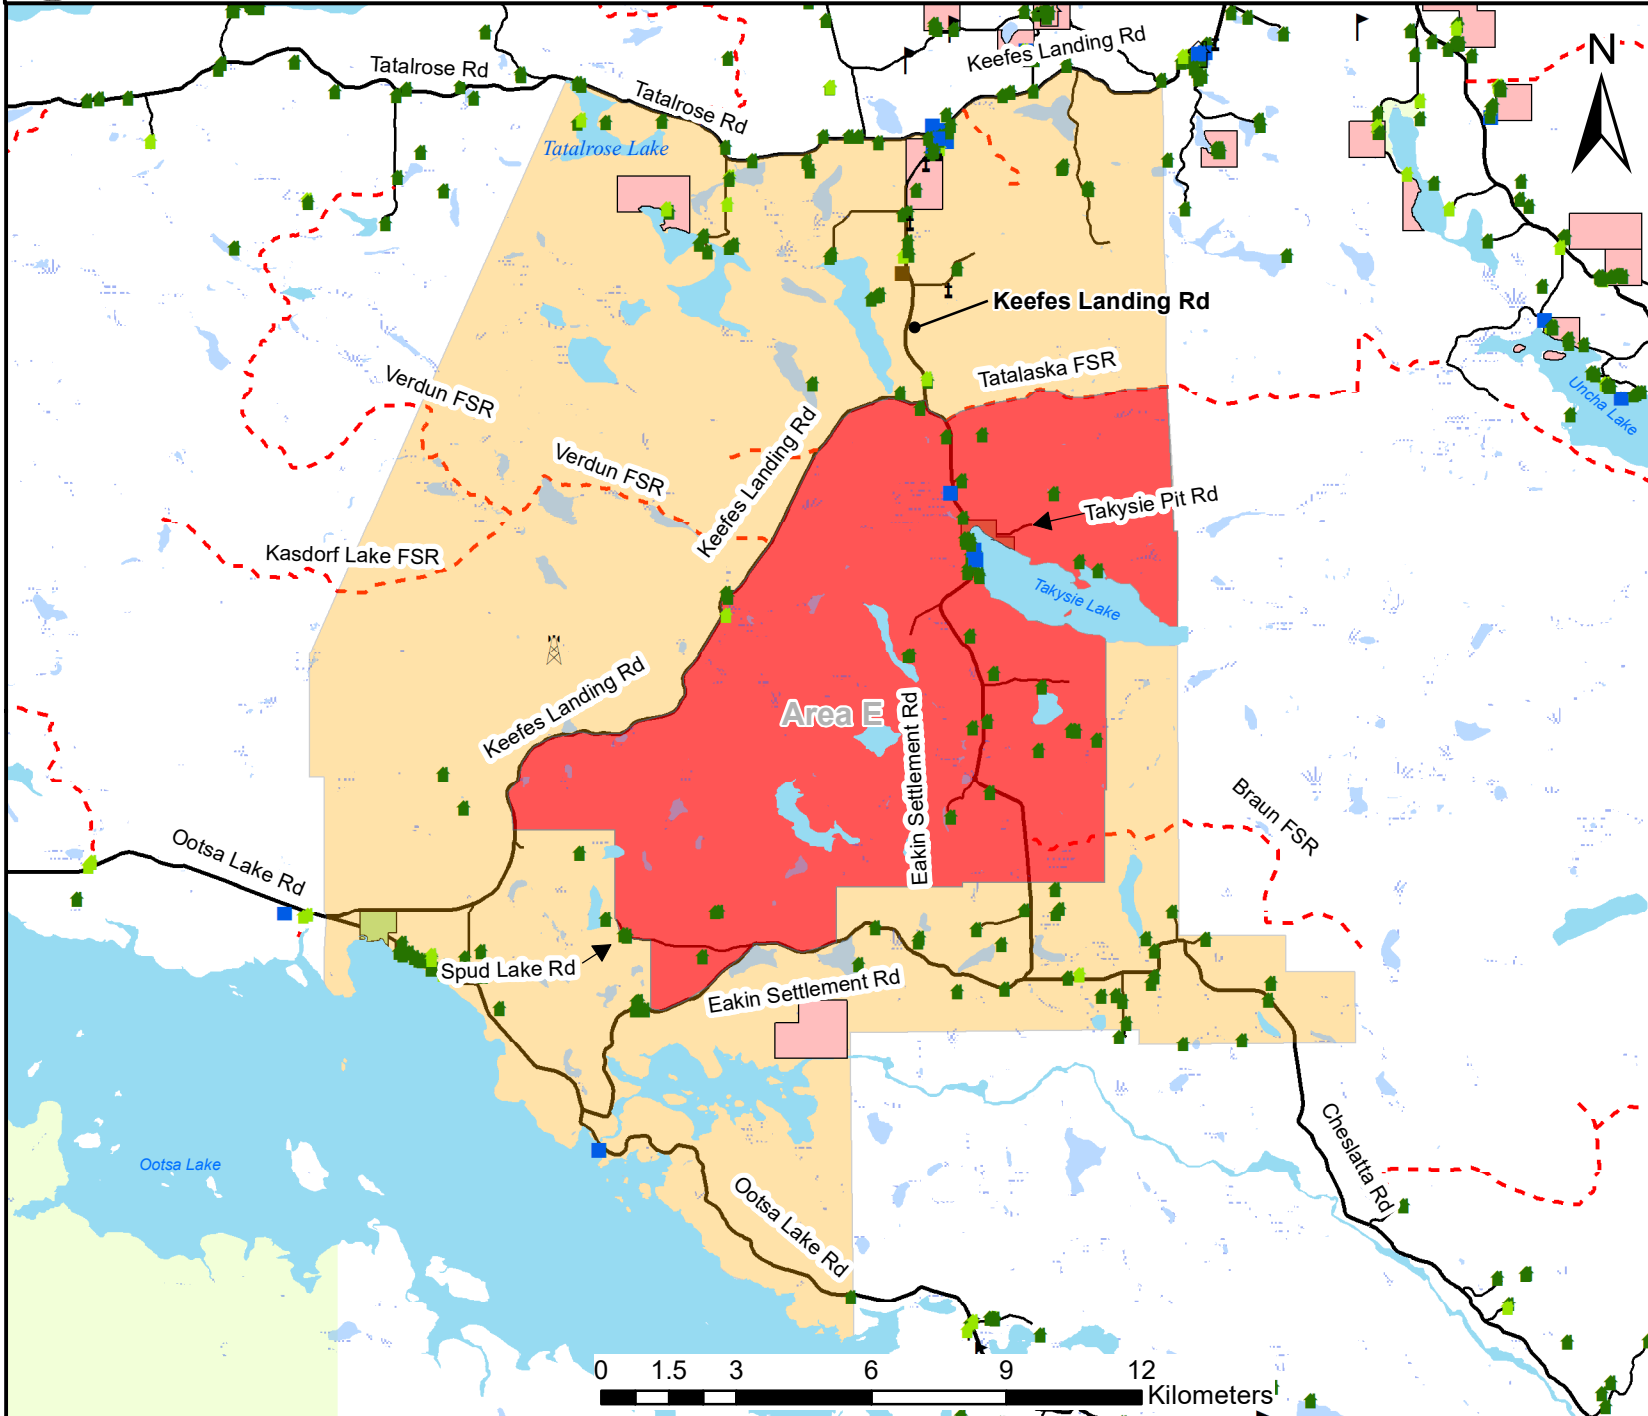 Keefes Landing Rd
N
Tatalrose Rd
Tatalrose Rd
Tatalrose Lake
Keefes Landing Rd
Tatalaska FSR
Verdun FSR
Uncha Lake
Keefes Landing Rd
Verdun FSR
Takysie Pit Rd
Kasdorf Lake FSR
Takysie Lake
Keefes Landing Rd
Area E
Eakin Settlement Rd
Braun FSR
Ootsa Lake Rd
Spud Lake Rd
Eakin Settlement Rd
Ootsa Lake
Cheslatta Rd
Ootsa Lake Rd
0 1.5 3 6 9 12
Kilometers